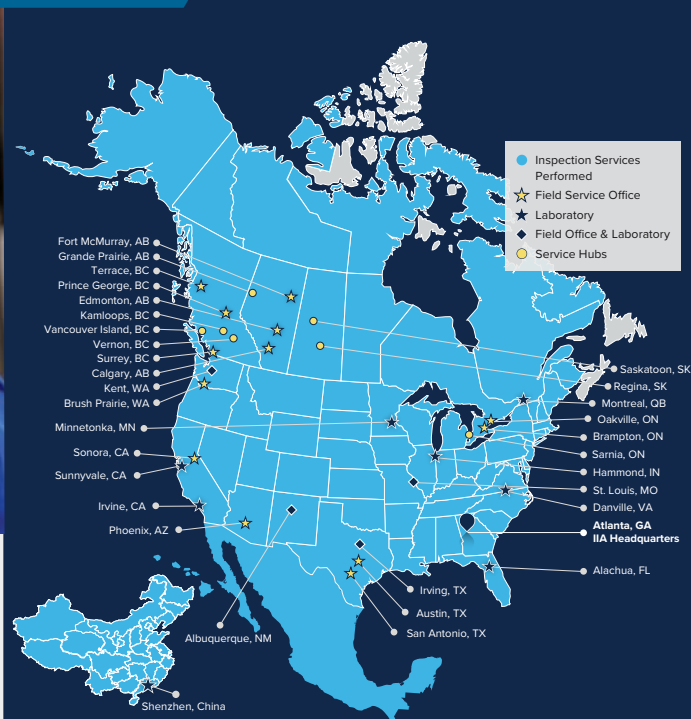 Inspection Services
Performed
Field Service Office
Laboratory
Field Office & Laboratory
Service Hubs
Fort McMurray, AB
Grande Prairie, AB
Terrace, BC
Prince George, BC
Edmonton, AB
Kamloops, BC
Vancouver Island, BC
Vernon, BC
Surrey, BC
Calgary, AB
Kent, WA
Brush Prairie, WA
Minnetonka, MN
Sonora, CA
Sunnyvale, CA
Irvine, CA
Phoenix, AZ
Albuquerque, NM
Shenzhen, China
Saskatoon, SK
Regina, SK
Montreal, QB
Oakville, ON
Brampton, ON
Sarnia, ON
Hammond, IN
St. Louis, MO
Danville, VA
Atlanta, GA
IIA Headquarters
Alachua, FL
Irving, TX
Austin, TX
San Antonio, TX